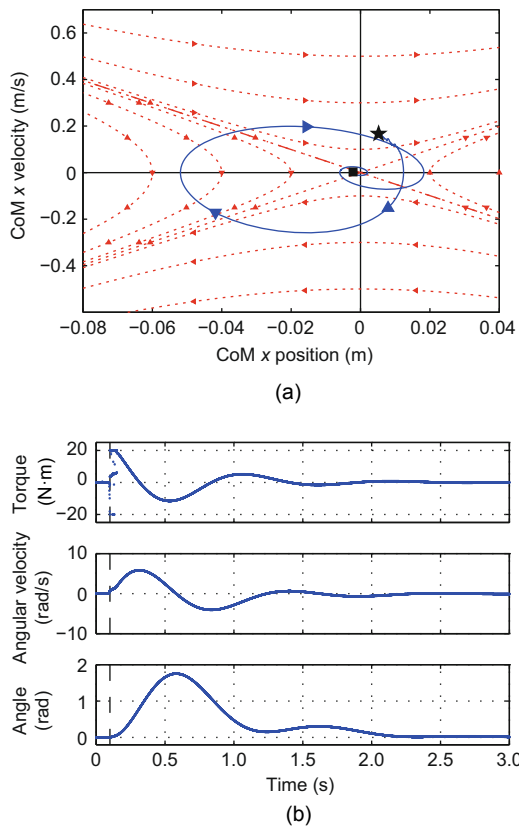 0.6
0.4
0.2
0
−0.2
−0.4
CoM x velocity (m/s)
−0.08
−0.06
−0.04
−0.02
0
0.02
0.04
CoM x position (m)
(a)
20
0
−20
Torque
(N·m)
10
0
−10
Angular velocity
(rad/s)
2
1
0
Angle
(rad)
0
0.5
1.0
1.5
2.0
2.5
3.0
Time (s)
(b)